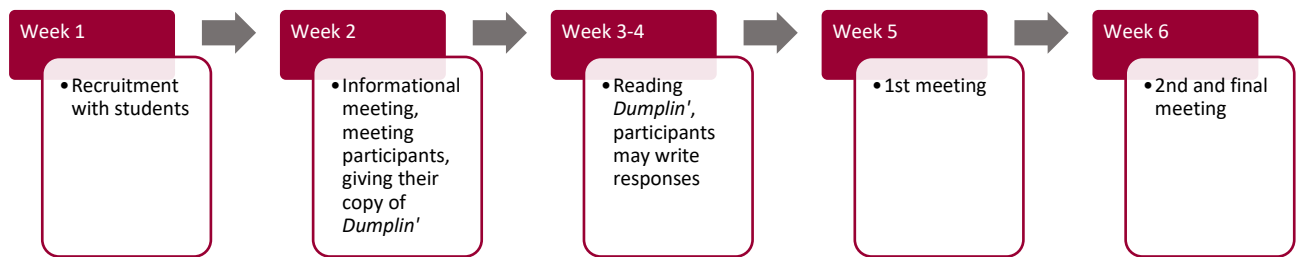 Week 1
•Recruitment
with students
Week 2
•Informational
meeting,
meeting
participants,
giving their
copy of
Dumplin'
Week 3-4
•Reading
Dumplin',
participants
may write
responses
Week 5
•1st meeting
Week 6
•2nd and final
meeting